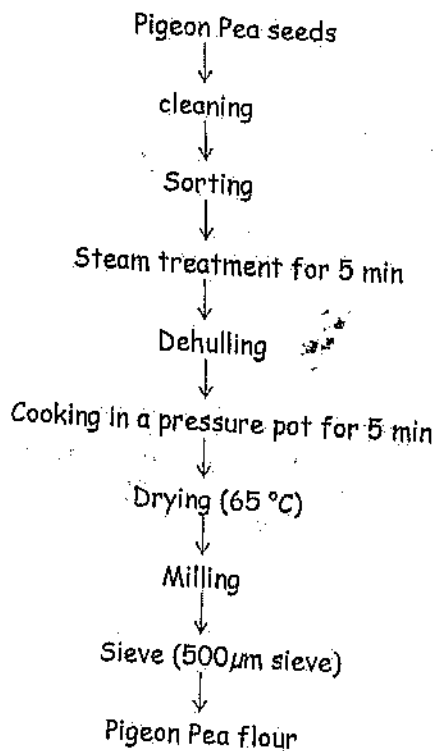 Pigeon Pea seeds
cleaning
Sorting
Steam treatment for 5 min
Dehulling
Cooking in a pressure pot for 5 min
Drying (65 °C)
Milling
Sieve (500µm sieve)
Pigeon Pea flour